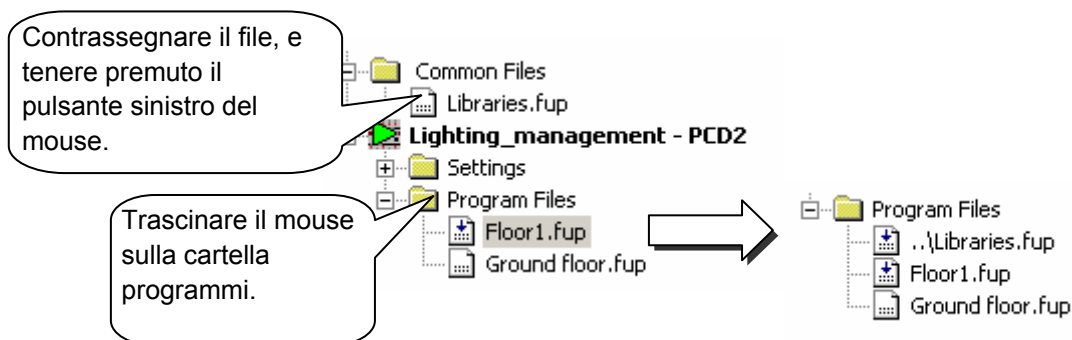 Contrassegnare il file, e
tenere premuto il
pulsante sinistro del
mouse.
Common Files
Libraries.fup
Lighting_management - PCD2
Settings
Program Files
Floor1.fup
Ground floor.fup
Trascinare il mouse
sulla cartella
programmi.
Program Files
..\Libraries.fup
Floor1.fup
Ground floor.fup